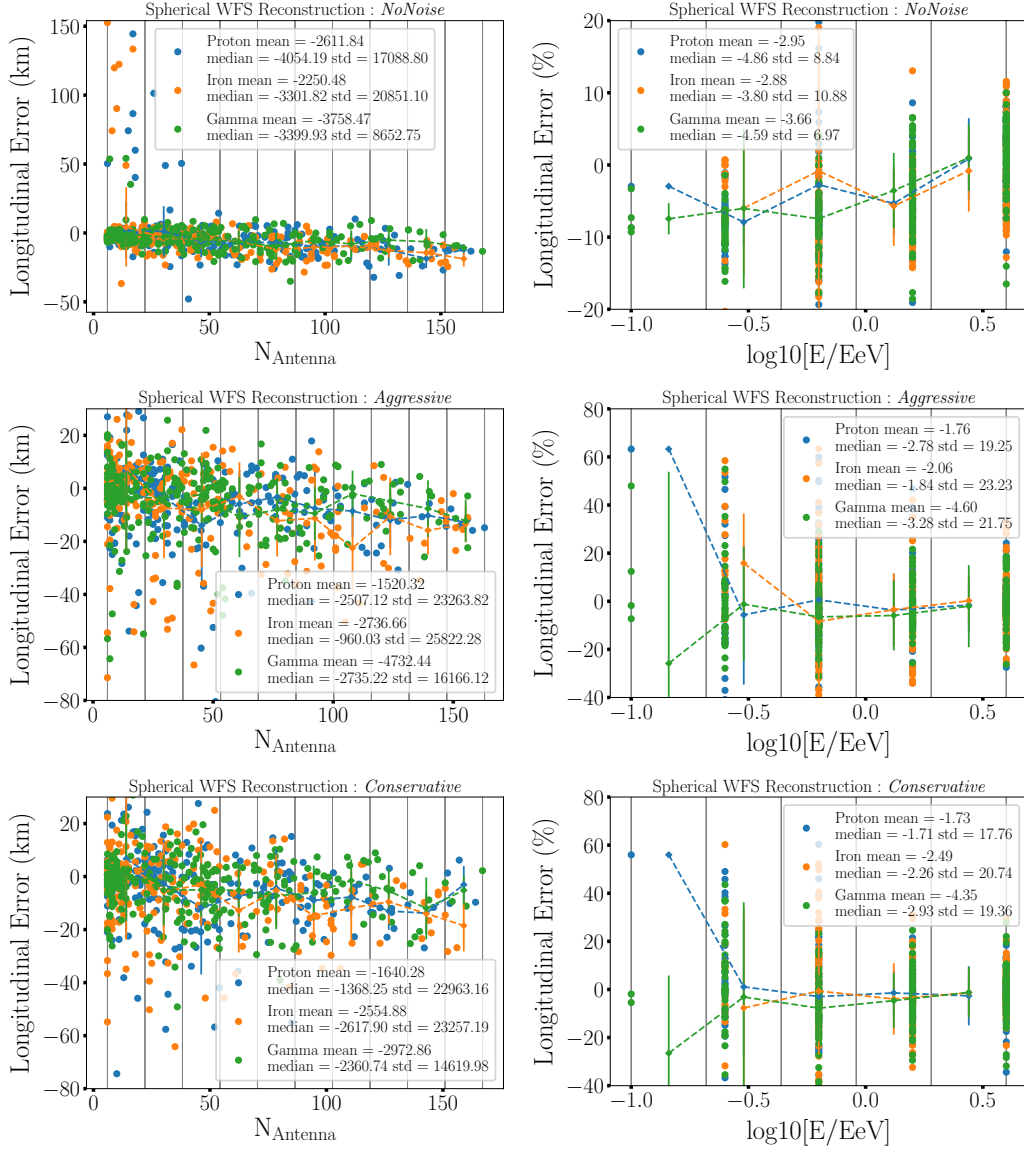 Spherical WFS Reconstruction : NoNoise
Longitudinal Error (km)
150
100
50
0
−50
Proton mean = -2611.84
median = -4054.19 std = 17088.80
Iron mean = -2250.48
median = -3301.82 std = 20851.10
Gamma mean = -3758.47
median = -3399.93 std = 8652.75
0
50
100
150
N_Antenna
Spherical WFS Reconstruction : NoNoise
Longitudinal Error (%)
20
10
0
−10
−20
Proton mean = -2.95
median = -4.86 std = 8.84
Iron mean = -2.88
median = -3.80 std = 10.88
Gamma mean = -3.66
median = -4.59 std = 6.97
−1.0
−0.5
0.0
0.5
log10[E/EeV]
Spherical WFS Reconstruction : Aggressive
Longitudinal Error (km)
20
0
−20
−40
−60
−80
Proton mean = -1520.32
median = -2507.12 std = 23263.82
Iron mean = -2736.66
median = -960.03 std = 25822.28
Gamma mean = -4732.44
median = -2735.22 std = 16166.12
0
50
100
150
N_Antenna
Spherical WFS Reconstruction : Aggressive
Longitudinal Error (%)
80
60
40
20
0
−20
−40
Proton mean = -1.76
median = -2.78 std = 19.25
Iron mean = -2.06
median = -1.84 std = 23.23
Gamma mean = -4.60
median = -3.28 std = 21.75
−1.0
−0.5
0.0
0.5
log10[E/EeV]
Spherical WFS Reconstruction : Conservative
Longitudinal Error (km)
20
0
−20
−40
−60
−80
Proton mean = -1640.28
median = -1368.25 std = 22963.16
Iron mean = -2554.88
median = -2617.90 std = 23257.19
Gamma mean = -2972.86
median = -2360.74 std = 14619.98
0
50
100
150
N_Antenna
Spherical WFS Reconstruction : Conservative
Longitudinal Error (%)
80
60
40
20
0
−20
−40
Proton mean = -1.73
median = -1.71 std = 17.76
Iron mean = -2.49
median = -2.26 std = 20.74
Gamma mean = -4.35
median = -2.93 std = 19.36
−1.0
−0.5
0.0
0.5
log10[E/EeV]